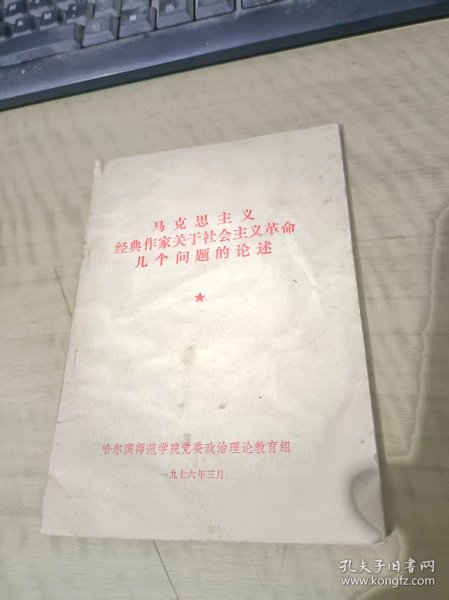 马克思主义
经典作家关于社会主义革命
几个问题的论述
★
哈尔滨师范学院党委政治理论教育组
一九七六年三月
孔夫子旧书网
www.kongfz.com